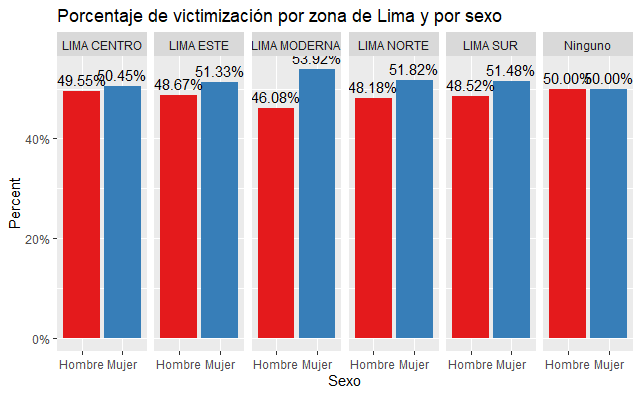 Porcentaje de victimización por zona de Lima y por sexo
LIMA CENTRO LIMA ESTE LIMA MODERNA LIMA NORTE LIMA SUR Ninguno
49.55% 50.45% 48.67% 51.33% 46.08% 53.92% 48.18% 51.82% 48.52% 51.48% 50.00% 50.00%
40%
20%
0%
Percent
Hombre Mujer Hombre Mujer Hombre Mujer Hombre Mujer Hombre Mujer Hombre Mujer
Sexo